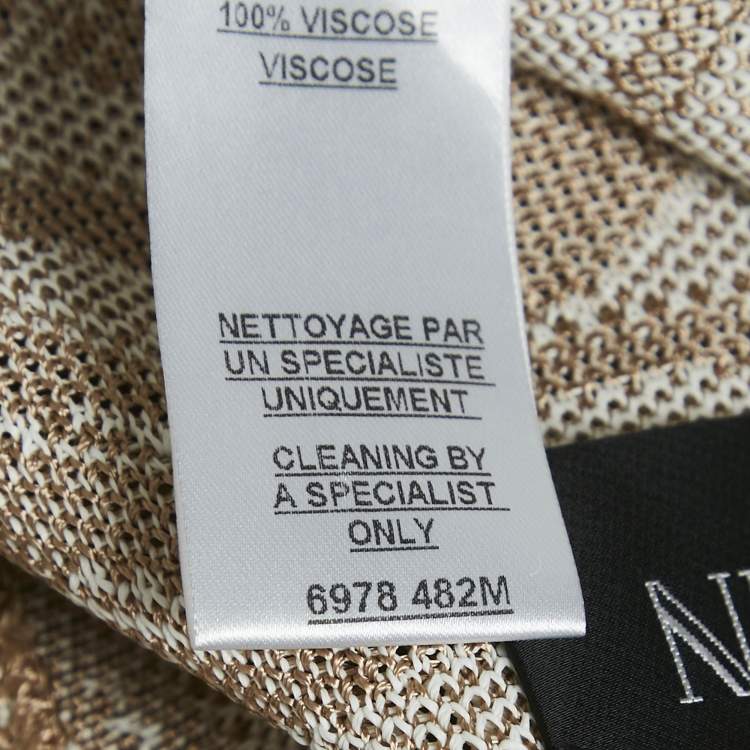 100% VISCOSE
VISCOSE
NETTOYAGE PAR
UN SPECIALISTE
UNIQUEMENT
CLEANING BY
A SPECIALIST
ONLY
6978 482M